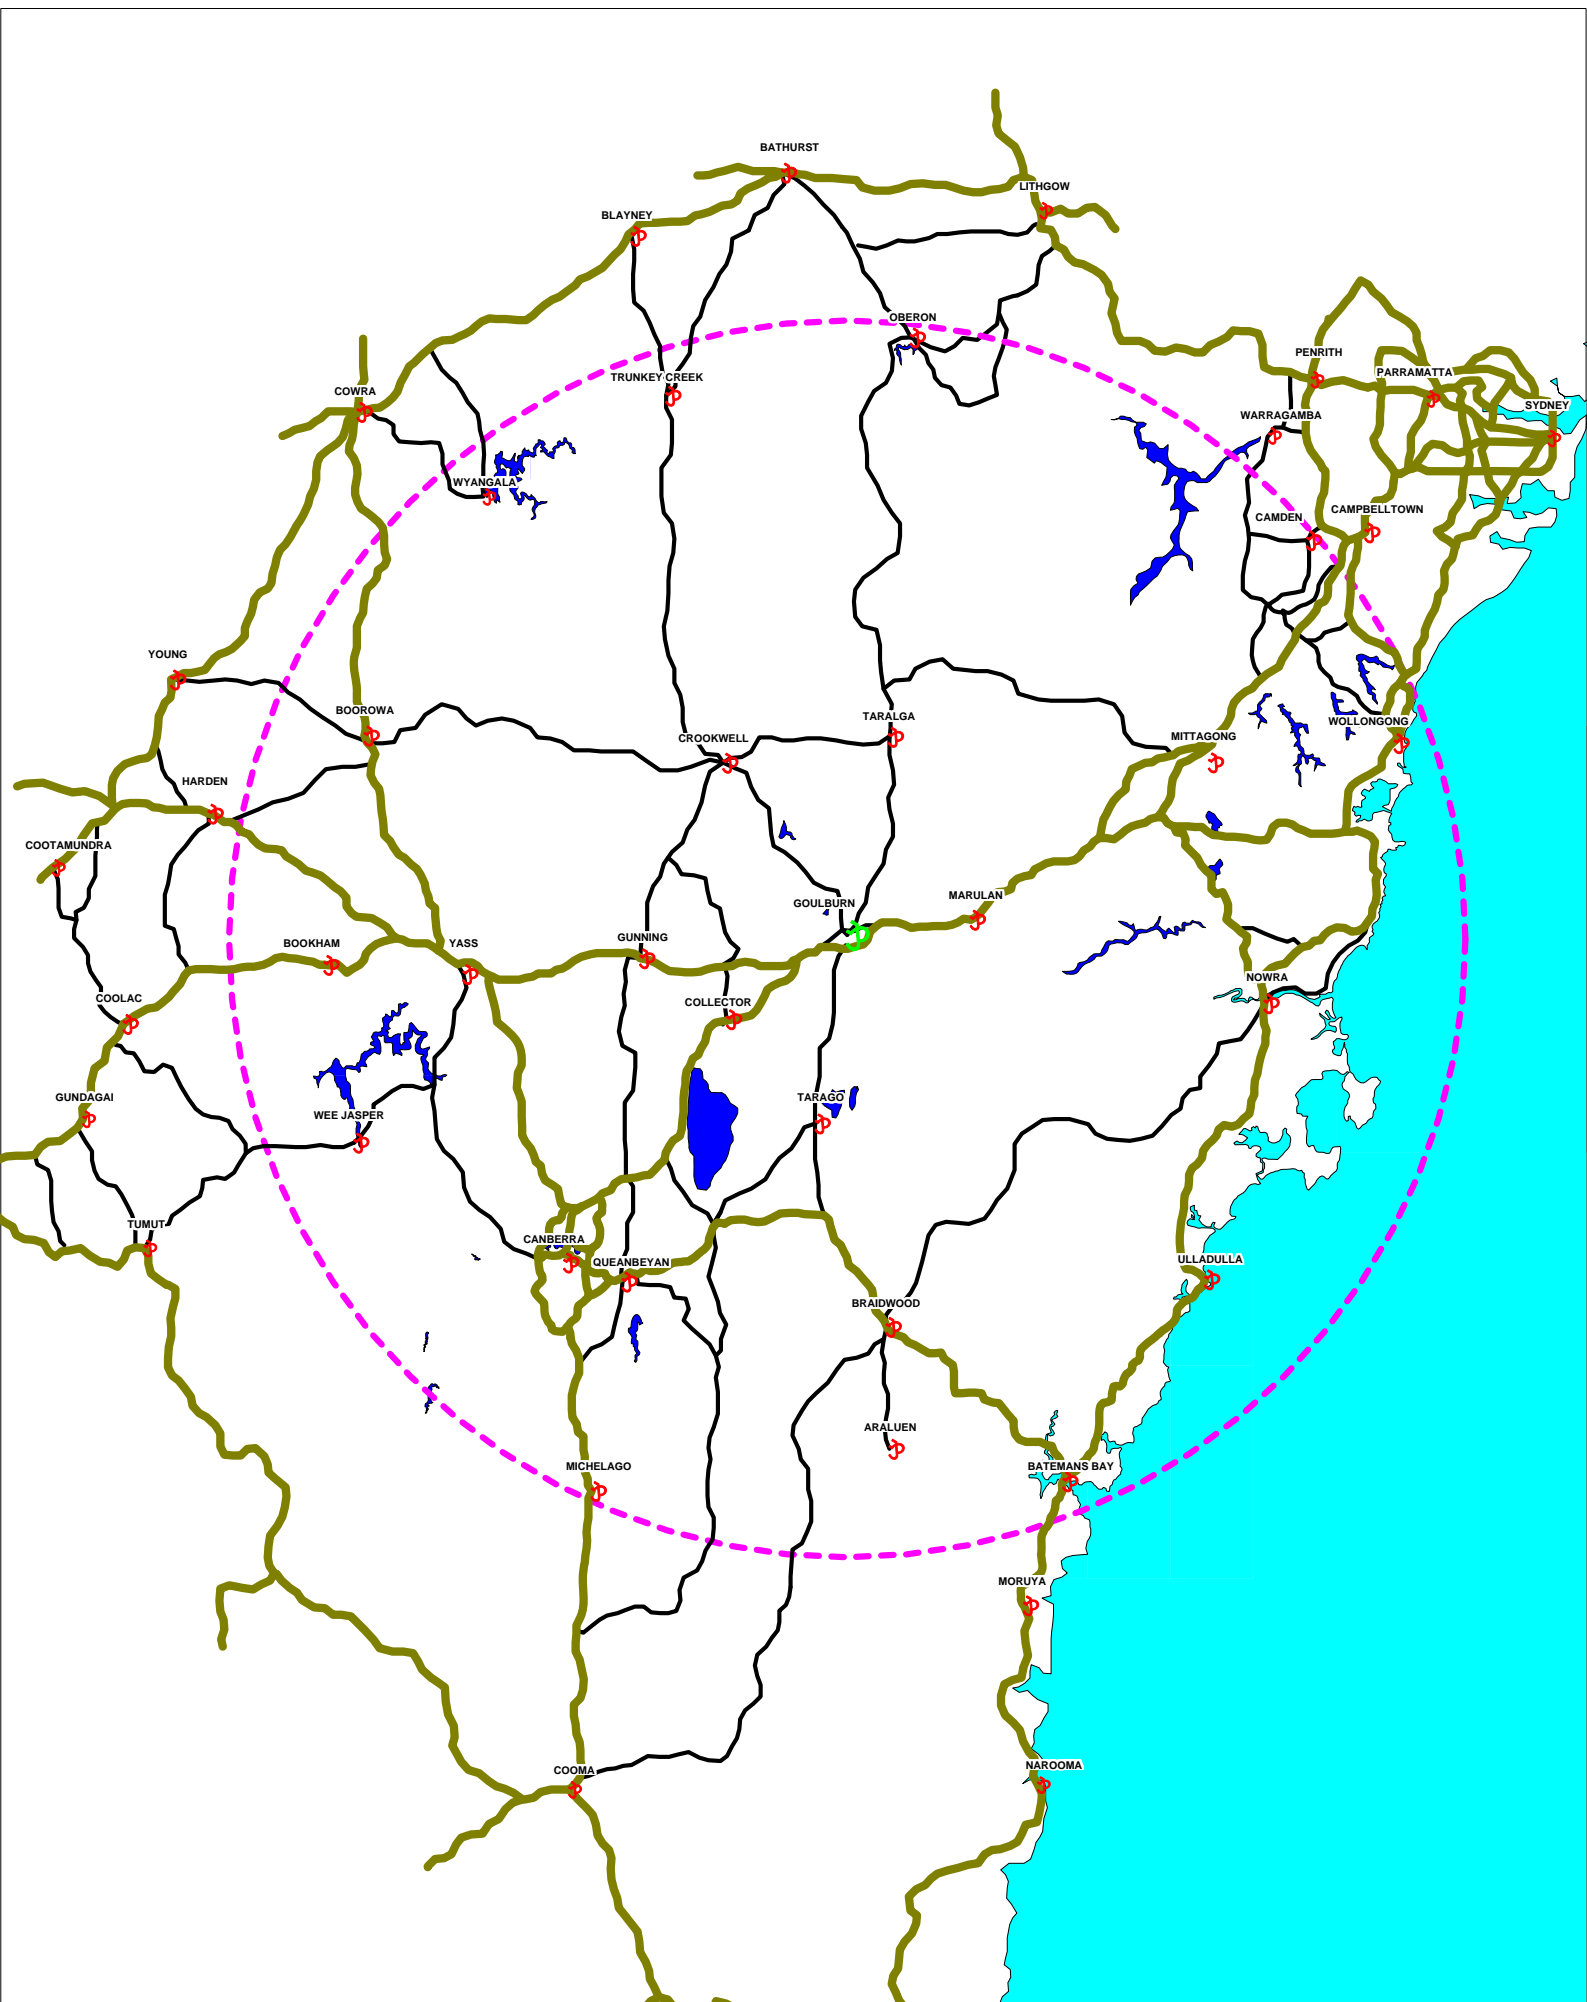 BATHURST
LITHGOW
BLAYNEY
OBERON
PENRITH
TRUNKEY CREEK
PARRAMATTA
COWRA
SYDNEY
WARRAGAMBA
WYANGALA
CAMPBELLTOWN
CAMDEN
YOUNG
BOOROWA
TARALGA
WOLLONGONG
CROOKWELL
MITTAGONG
HARDEN
COOTAMUNDRA
MARULAN
GOULBURN
GUNNING
BOOKHAM
YASS
NOWRA
COOLAC
COLLECTOR
GUNDAGAI
TARAGO
WEE JASPER
TUMUT
CANBERRA
ULLADULLA
QUEANBEYAN
BRAIDWOOD
ARALUEN
MICHELAGO
BATEMANS BAY
MORUYA
NAROOMA
COOMA